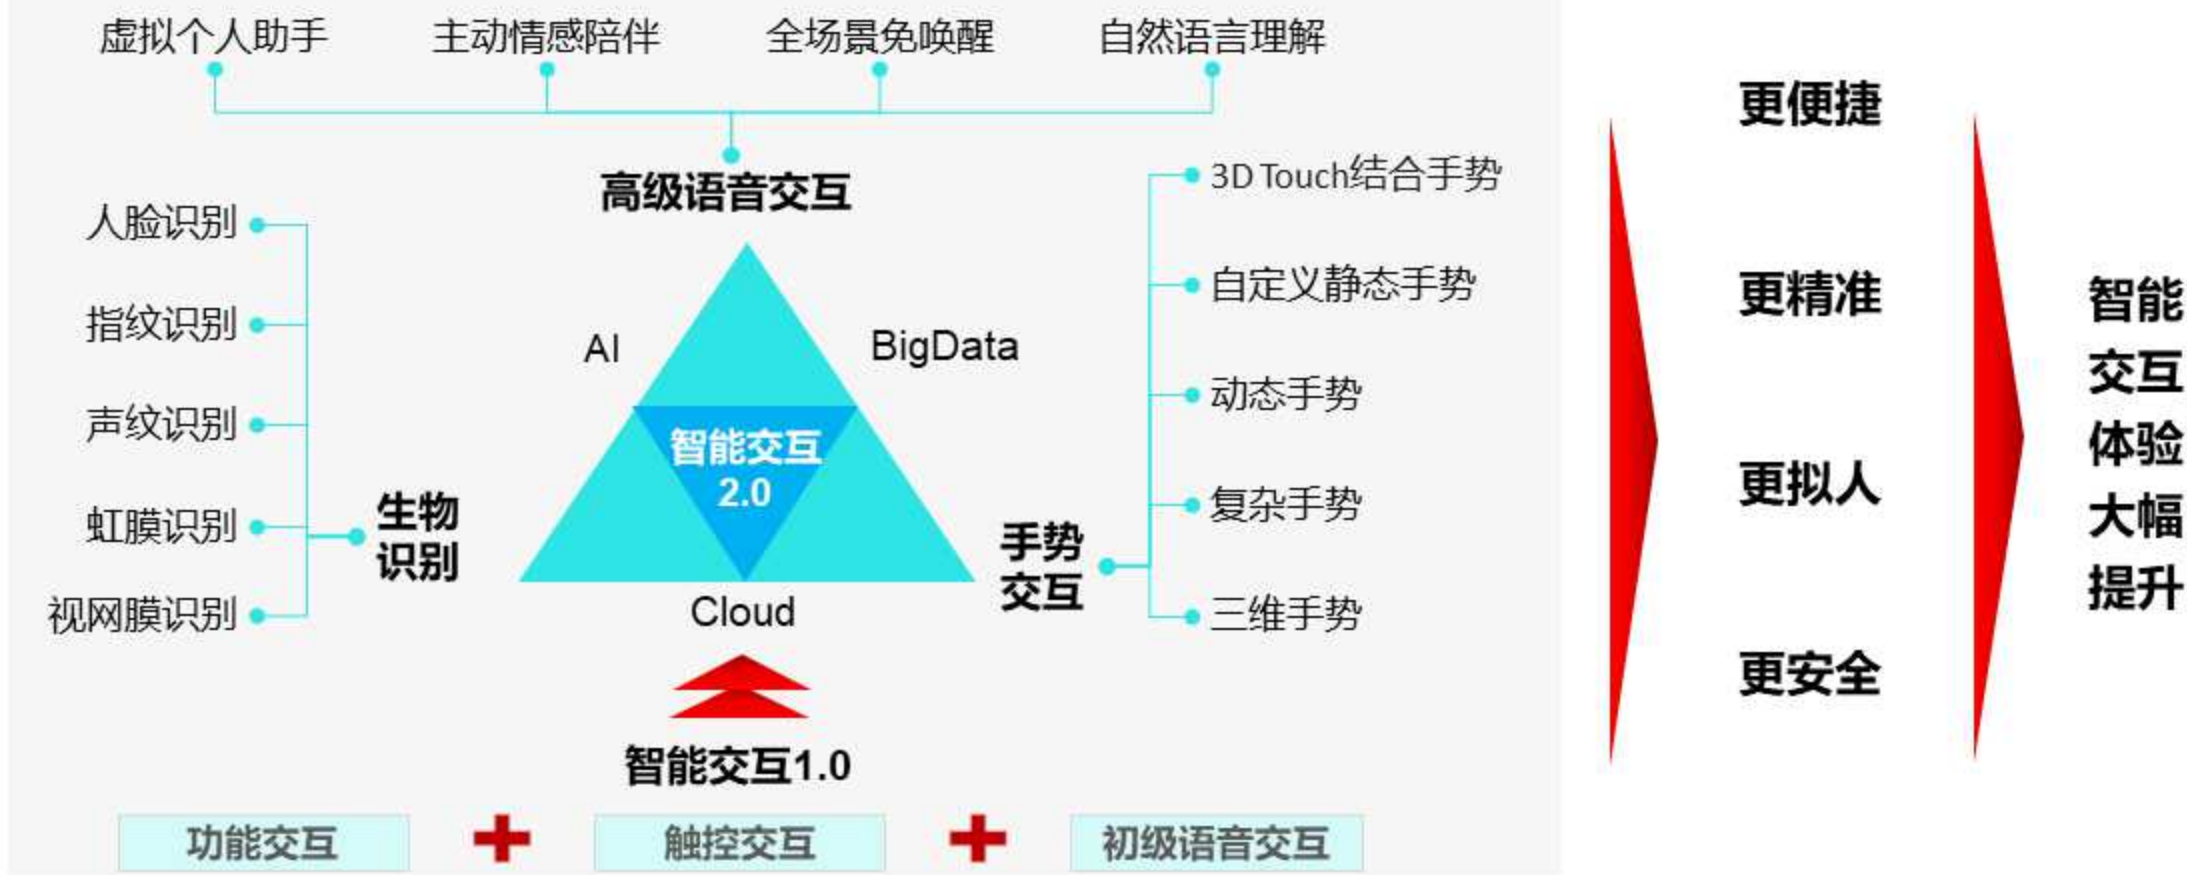 虚拟个人助手
主动情感陪伴
全场景免唤醒
自然语言理解
高级语音交互
人脸识别
指纹识别
声纹识别
虹膜识别
视网膜识别
生物
识别
AI
BigData
智能交互
2.0
Cloud
手势
交互
3D Touch结合手势
自定义静态手势
动态手势
复杂手势
三维手势
智能交互1.0
功能交互
触控交互
初级语音交互
更便捷
更精准
更拟人
更安全
智能
交互
体验
大幅
提升